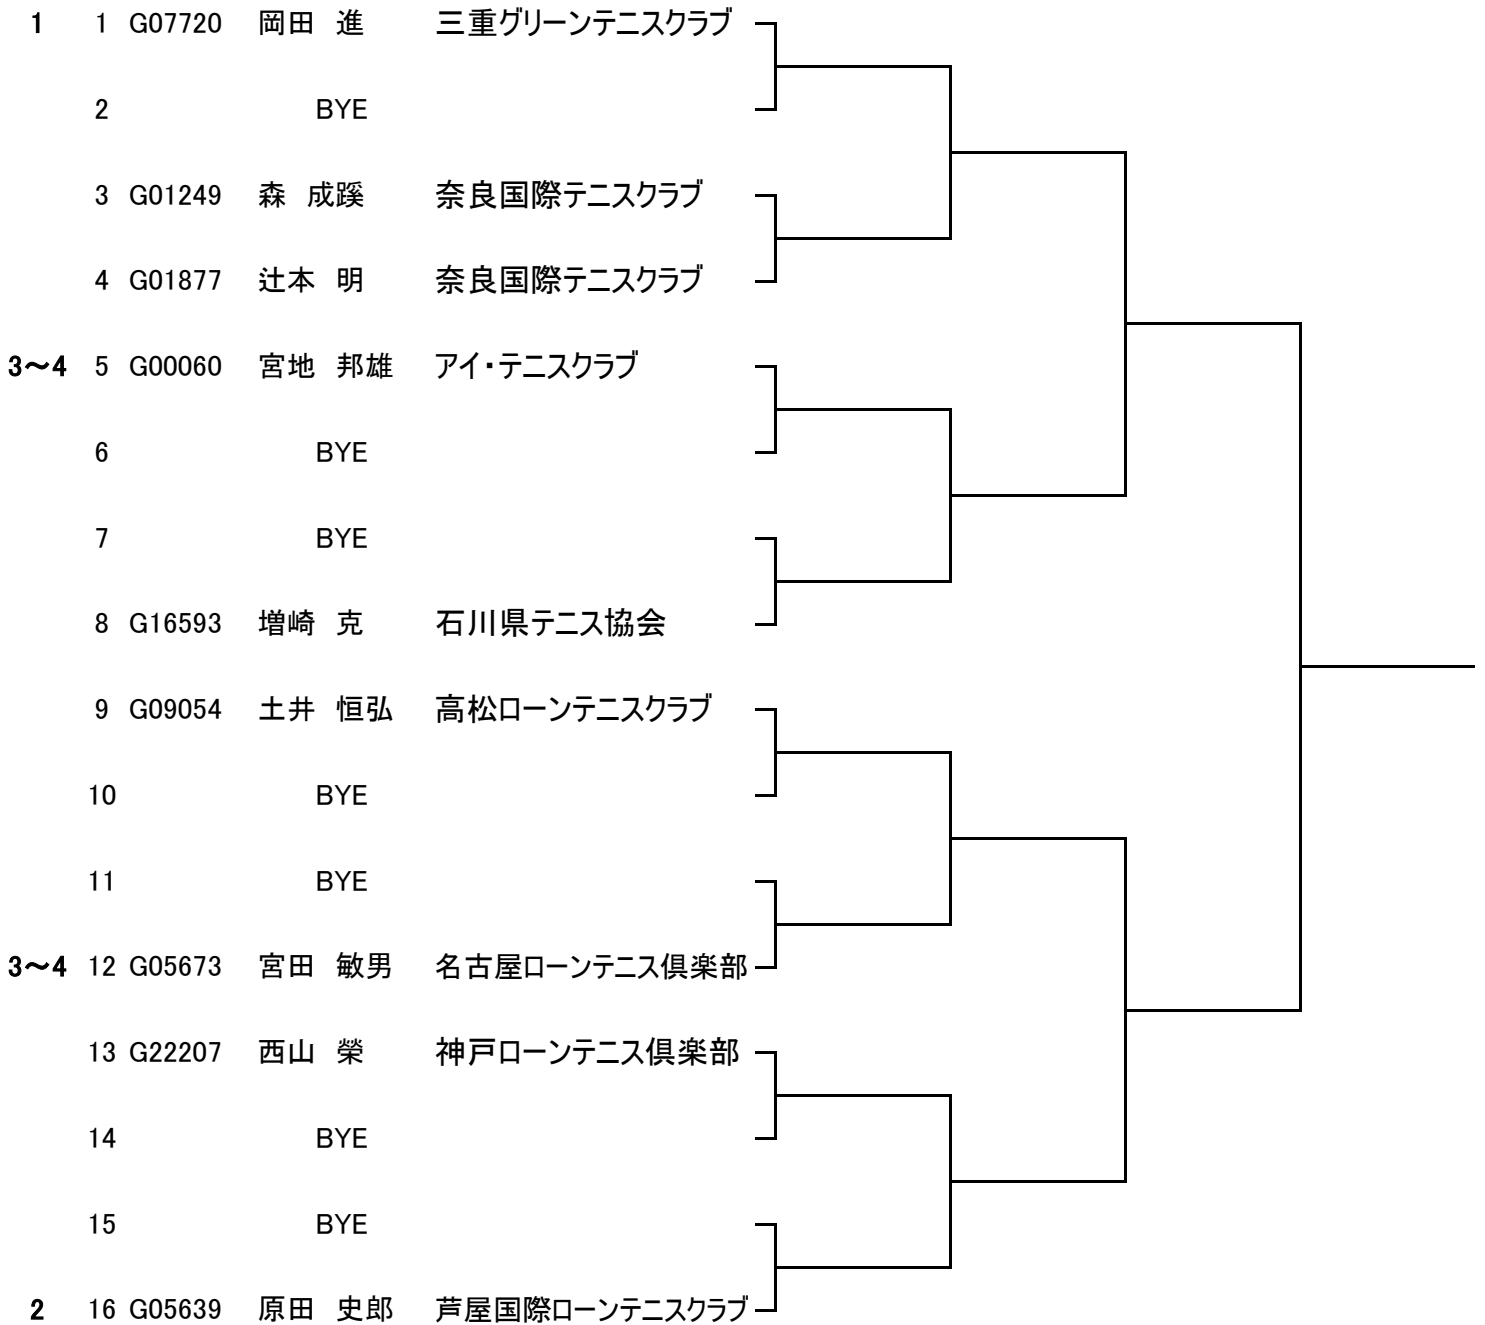 1 1 G07720 岡田 進 三重グリーンテニスクラブ
2 BYE
3 G01249 森 成蹊 奈良国際テニスクラブ
4 G01877 辻本 明 奈良国際テニスクラブ
3～4 5 G00060 宮地 邦雄 アイ・テニスクラブ
6 BYE
7 BYE
8 G16593 増崎 克 石川県テニス協会
9 G09054 土井 恒弘 高松ローンテニスクラブ
10 BYE
11 BYE
3～4 12 G05673 宮田 敏男 名古屋ローンテニス倶楽部
13 G22207 西山 榮 神戸ローンテニス倶楽部
14 BYE
15 BYE
2 16 G05639 原田 史郎 芦屋国際ローンテニスクラブ